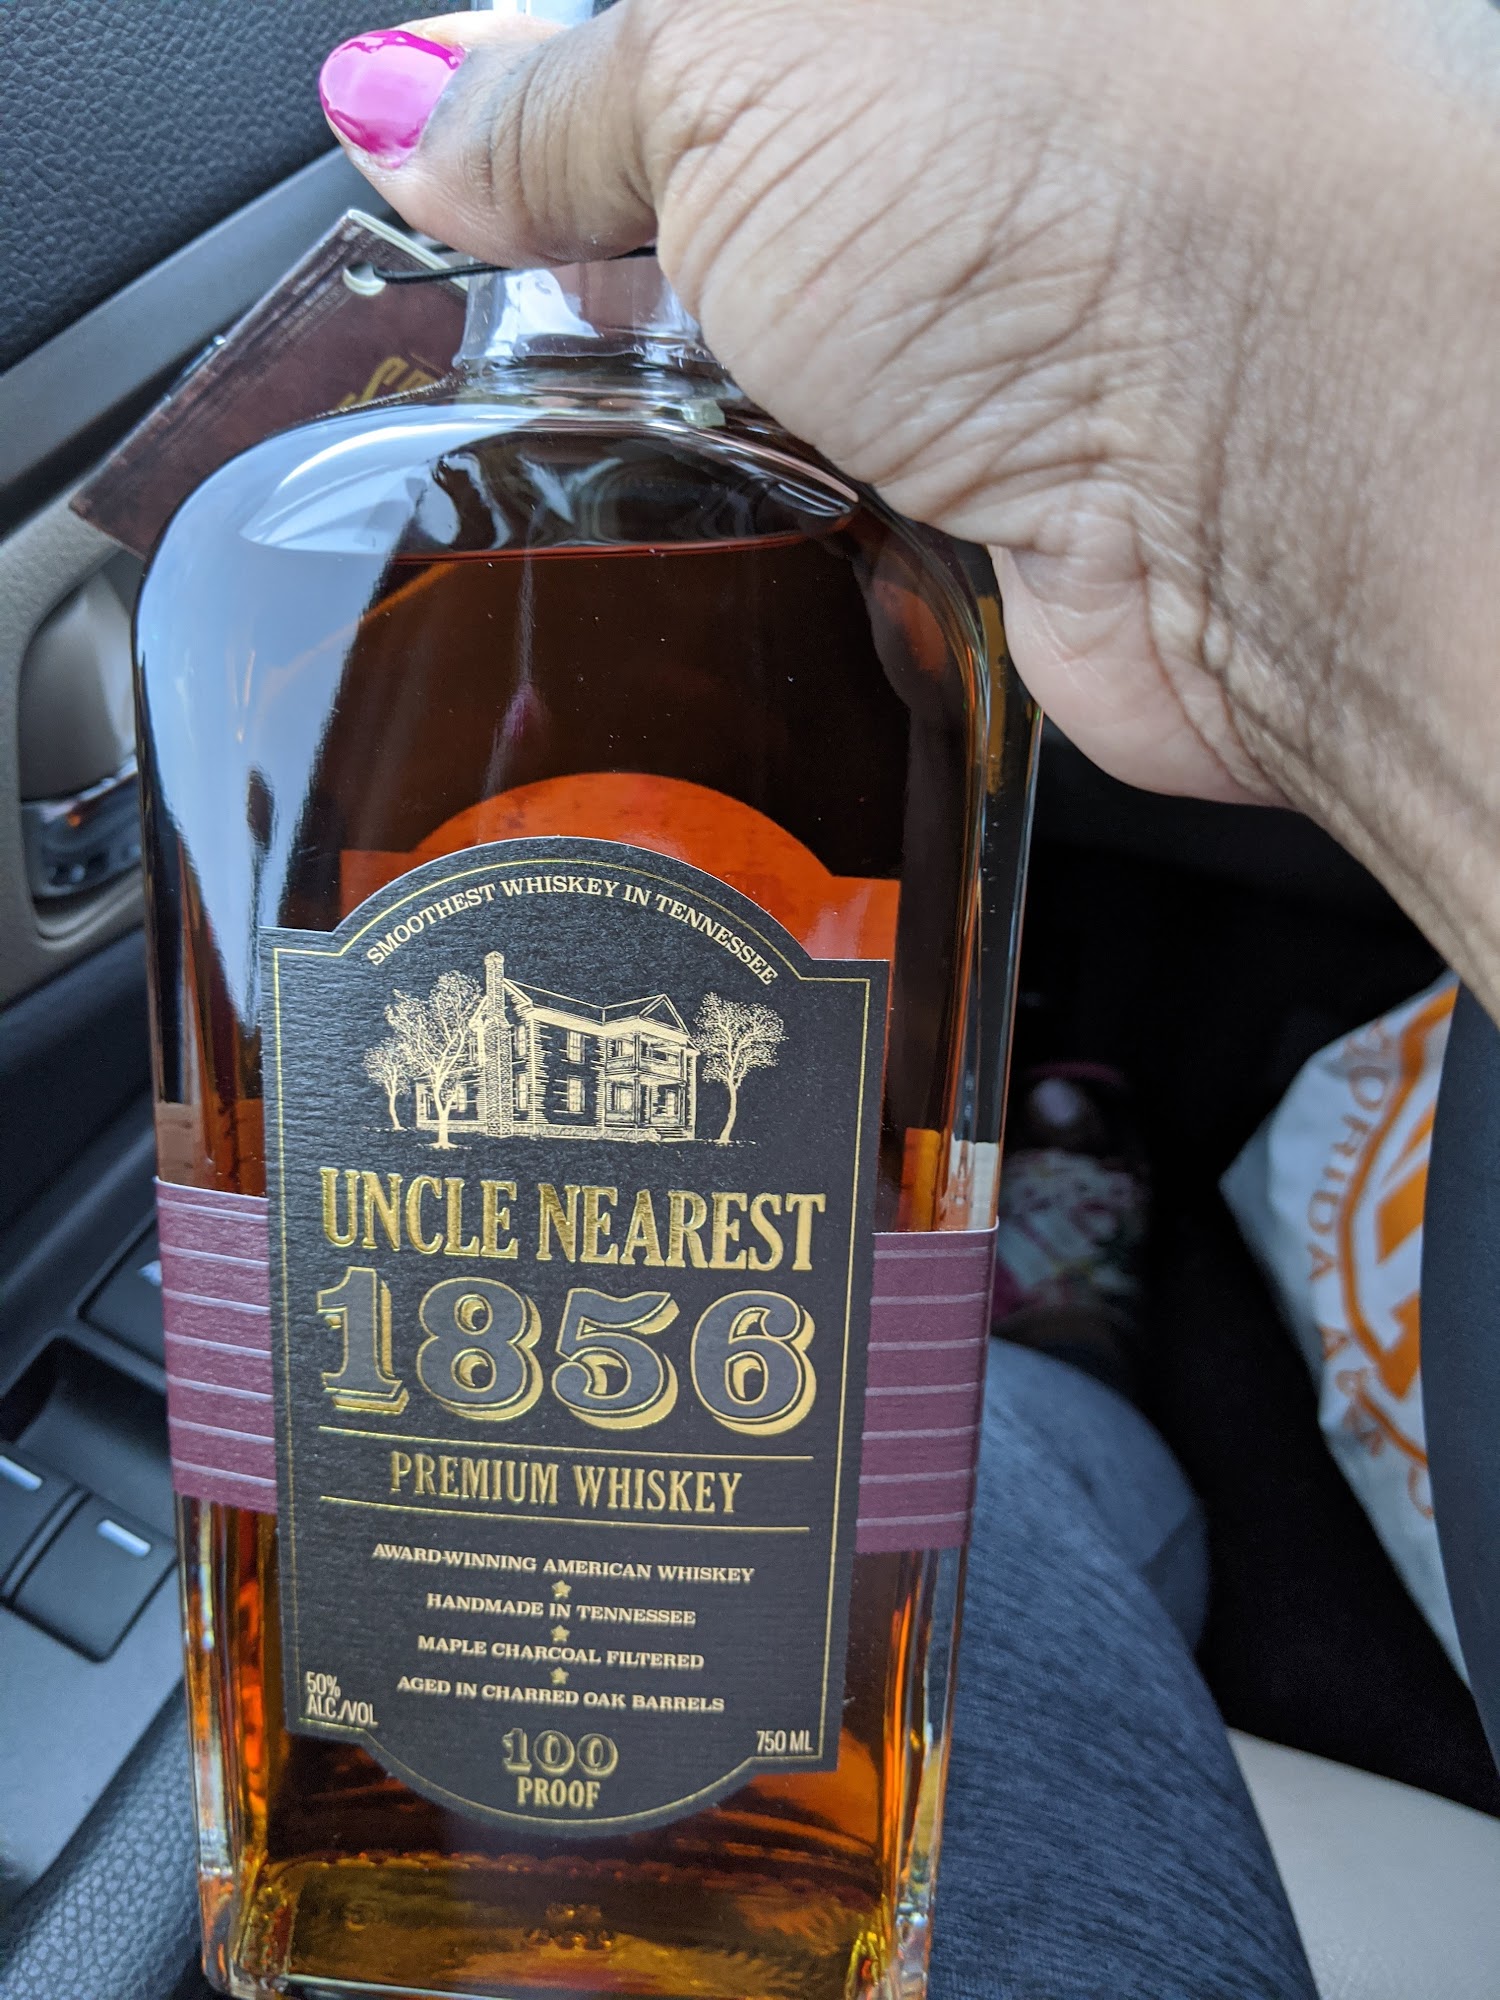 SMOOTHEST WHISKEY IN TENNESSEE
UNCLE NEAREST
1856
PREMIUM WHISKEY
AWARD-WINNING AMERICAN WHISKEY
HANDMADE IN TENNESSEE
MAPLE CHARCOAL FILTERED
AGED IN CHARRED OAK BARRELS
50%
ALC./VOL
750 ML
100
PROOF